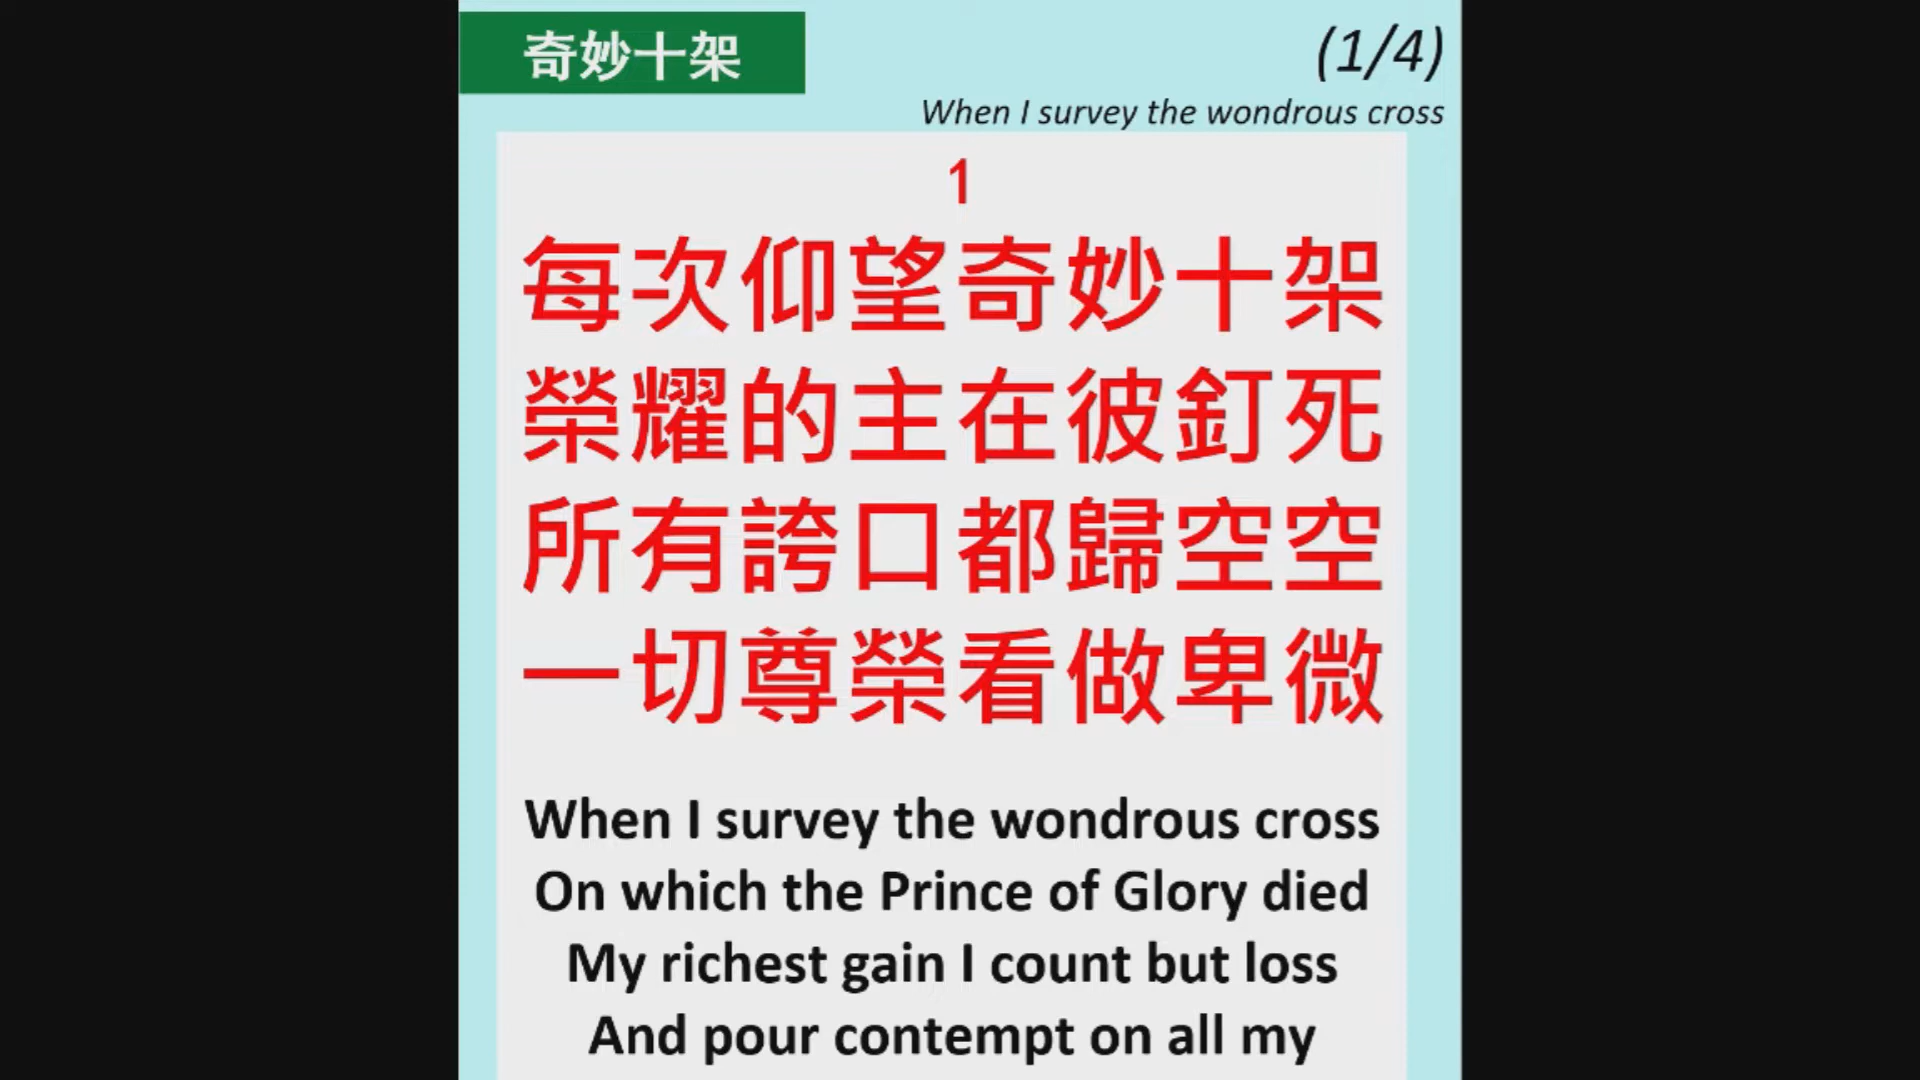 奇妙十架
(1/4)
When I survey the wondrous cross
1
每次仰望奇妙十架
榮耀的主在彼釘死
所有誇口都歸空空
一切尊榮看做卑微
When I survey the wondrous cross
On which the Prince of Glory died
My richest gain I count but loss
And pour contempt on all my